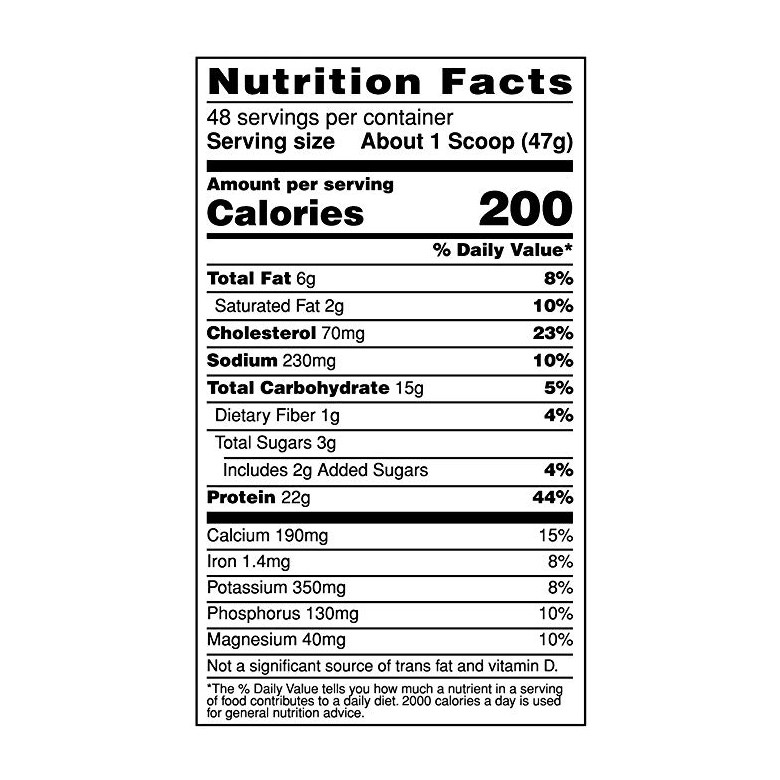 Nutrition Facts
48 servings per container
Serving size About 1 Scoop (47g)
Amount per serving
Calories 200
% Daily Value*
Total Fat 6g 8%
Saturated Fat 2g 10%
Cholesterol 70mg 23%
Sodium 230mg 10%
Total Carbohydrate 15g 5%
Dietary Fiber 1g 4%
Total Sugars 3g
Includes 2g Added Sugars 4%
Protein 22g 44%
Calcium 190mg 15%
Iron 1.4mg 8%
Potassium 350mg 8%
Phosphorus 130mg 10%
Magnesium 40mg 10%
Not a significant source of trans fat and vitamin D.
*The % Daily Value tells you how much a nutrient in a serving
of food contributes to a daily diet. 2000 calories a day is used
for general nutrition advice.